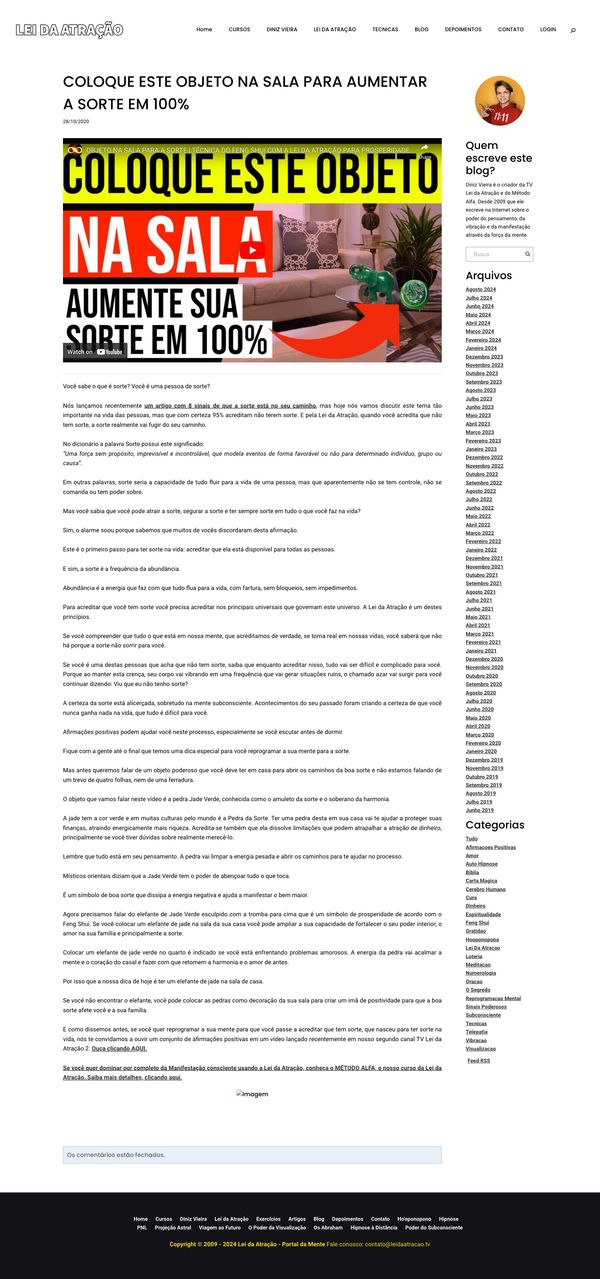 LEI DA ATRAÇÃO
Home CURSOS DINIZ VIEIRA LEI DA ATRAÇÃO TECNICAS BLOG DEPOIMENTOS CONTATO LOGIN
COLOQUE ESTE OBJETO NA SALA PARA AUMENTAR
A SORTE EM 100%
28/10/2020
OBJETO NA SALA PARA A SORTE | TÉCNICA DO FENG SHUI COM A LEI DA ATRAÇÃO PARA PROSPERIDADE
Share
COLOQUE ESTE OBJETO
NA SALA
AUMENTE SUA
SORTE EM 100%
Watch on YouTube
Você sabe o que é sorte? Você é uma pessoa de sorte?
Nós lançamos recentemente um artigo com 8 sinais de que a sorte está no seu caminho, mas hoje nós vamos discutir este tema tão
importante na vida das pessoas, mas que com certeza 95% acreditam não terem sorte. E pela Lei da Atração, quando você acredita que não
tem sorte, a sorte realmente vai fugir do seu caminho.
No dicionário a palavra Sorte possui este significado:
"Uma força sem propósito, imprevisível e incontrolável, que modela eventos de forma favorável ou não para determinado indivíduo, grupo ou
causa".
Em outras palavras, sorte seria a capacidade de tudo fluir para a vida de uma pessoa, mas que aparentemente não se tem controle, não se
comanda ou tem poder sobre.
Mas você sabia que você pode atrair a sorte, segurar a sorte e ter sempre sorte em tudo o que você faz na vida?
Sim, o alarme soou porque sabemos que muitos de vocês discordaram desta afirmação.
Este é o primeiro passo para ter sorte na vida: acreditar que ela está disponível para todas as pessoas.
E sim, a sorte é a frequência da abundância.
Abundância é a energia que faz com que tudo flua para a vida, com fartura, sem bloqueios, sem impedimentos.
Para acreditar que você tem sorte você precisa acreditar nos principais universais que governam este universo. A Lei da Atração é um destes
princípios.
Se você compreender que tudo o que está em nossa mente, que acreditamos de verdade, se torna real em nossas vidas, você saberá que não
há porque a sorte não sorrir para você.
Se você é uma destas pessoas que acha que não tem sorte, saiba que enquanto acreditar nisso, tudo vai ser difícil e complicado para você.
Porque ao manter esta crença, seu corpo vai vibrando em uma frequência que vai gerar situações ruins, o chamado azar vai surgir para você
continuar dizendo: Viu que eu não tenho sorte?
A certeza da sorte está alicerçada, sobretudo na mente subconsciente. Acontecimentos do seu passado foram criando a certeza de que você
nunca ganha nada na vida, que tudo é difícil para você.
Afirmações positivas podem ajudar você neste processo, especialmente se você escutar antes de dormir.
Fique com a gente até o final que temos uma dica especial para você reprogramar a sua mente para a sorte.
Mas antes queremos falar de um objeto poderoso que você deve ter em casa para abrir os caminhos da boa sorte e não estamos falando de
um trevo de quatro folhas, nem de uma ferradura.
O objeto que vamos falar neste vídeo é a pedra Jade Verde, conhecida como o amuleto da sorte e o soberano da harmonia.
A jade tem a cor verde e em muitas culturas pelo mundo é a Pedra da Sorte. Ter uma pedra desta em sua casa vai te ajudar a proteger suas
finanças, atraindo energicamente mais riqueza. Acredita-se também que ela dissolve limitações que podem atrapalhar a atração de dinheiro,
principalmente se você tiver dúvidas sobre realmente merecê-lo.
Lembre que tudo está em seu pensamento. A pedra vai limpar a energia pesada e abrir os caminhos para te ajudar no processo.
Místicos orientais diziam que a Jade Verde tem o poder de abençoar tudo o que toca.
É um símbolo de boa sorte que dissipa a energia negativa e ajuda a manifestar o bem maior.
Agora precisamos falar do elefante de Jade Verde esculpido com a tromba para cima que é um símbolo de prosperidade de acordo com o
Feng Shui. Se você colocar um elefante de jade na sala da sua casa você pode ampliar a sua capacidade de fortalecer o seu poder interior, o
amor na sua família e principalmente a sorte.
Colocar um elefante de jade verde no quarto é indicado se você está enfrentando problemas amorosos. A energia da pedra vai acalmar a
mente e o coração do casal e fazer com que retomem a harmonia e o amor de antes.
Por isso que a nossa dica de hoje é ter um elefante de jade na sala de casa.
Se você não encontrar o elefante, você pode colocar as pedras como decoração da sua sala para criar um imã de positividade para que a boa
sorte afete você e a sua família.
E como dissemos antes, se você quer reprogramar a sua mente para que você passe a acreditar que tem sorte, que nasceu para ter sorte na
vida, nós te convidamos a ouvir um conjunto de afirmações positivas em um vídeo lançado recentemente em nosso segundo canal TV Lei da
Atração 2. Ouça clicando AQUI.
Se você quer dominar por completo da Manifestação consciente usando a Lei da Atração, conheça o MÉTODO ALFA, o nosso curso da Lei da
Atração. Saiba mais detalhes, clicando aqui.
Imagem
Os comentários estão fechados.
11:11
Quem
escreve este
blog?
Diniz Vieira é o criador da TV
Lei da Atração e do Método
Alfa. Desde 2009 que ele
escreve na Internet sobre o
poder do pensamento, da
vibração e da manifestação
através da força da mente.
Busca
Arquivos
Agosto 2024
Julho 2024
Junho 2024
Maio 2024
Abril 2024
Março 2024
Fevereiro 2024
Janeiro 2024
Dezembro 2023
Novembro 2023
Outubro 2023
Setembro 2023
Agosto 2023
Julho 2023
Junho 2023
Maio 2023
Abril 2023
Março 2023
Fevereiro 2023
Janeiro 2023
Dezembro 2022
Novembro 2022
Outubro 2022
Setembro 2022
Agosto 2022
Julho 2022
Junho 2022
Maio 2022
Abril 2022
Março 2022
Fevereiro 2022
Janeiro 2022
Dezembro 2021
Novembro 2021
Outubro 2021
Setembro 2021
Agosto 2021
Julho 2021
Junho 2021
Maio 2021
Abril 2021
Março 2021
Fevereiro 2021
Janeiro 2021
Dezembro 2020
Novembro 2020
Outubro 2020
Setembro 2020
Agosto 2020
Julho 2020
Junho 2020
Maio 2020
Abril 2020
Março 2020
Fevereiro 2020
Janeiro 2020
Dezembro 2019
Novembro 2019
Outubro 2019
Setembro 2019
Agosto 2019
Julho 2019
Junho 2019
Categorias
Tudo
Afirmacoes Positivas
Amor
Auto Hipnose
Bíblia
Carta Magica
Cerebro Humano
Cura
Dinheiro
Espiritualidade
Feng Shui
Gratidao
Hooponopono
Lei Da Atracao
Loteria
Meditacao
Numerologia
Oracao
O Segredo
Reprogramacao Mental
Sinais Poderosos
Subconsciente
Tecnicas
Telepatia
Vibracao
Visualizacao
Feed RSS
Home Cursos Diniz Vieira Lei da Atração Exercícios Artigos Blog Depoimentos Contato Ho'oponopono Hipnose
PNL Projeção Astral Viagem ao Futuro O Poder da Visualização Os Abraham Hipnose à Distância Poder do Subconsciente
Copyright © 2009 - 2024 Lei da Atração - Portal da Mente Fale conosco: contato@leidaatracao.tv